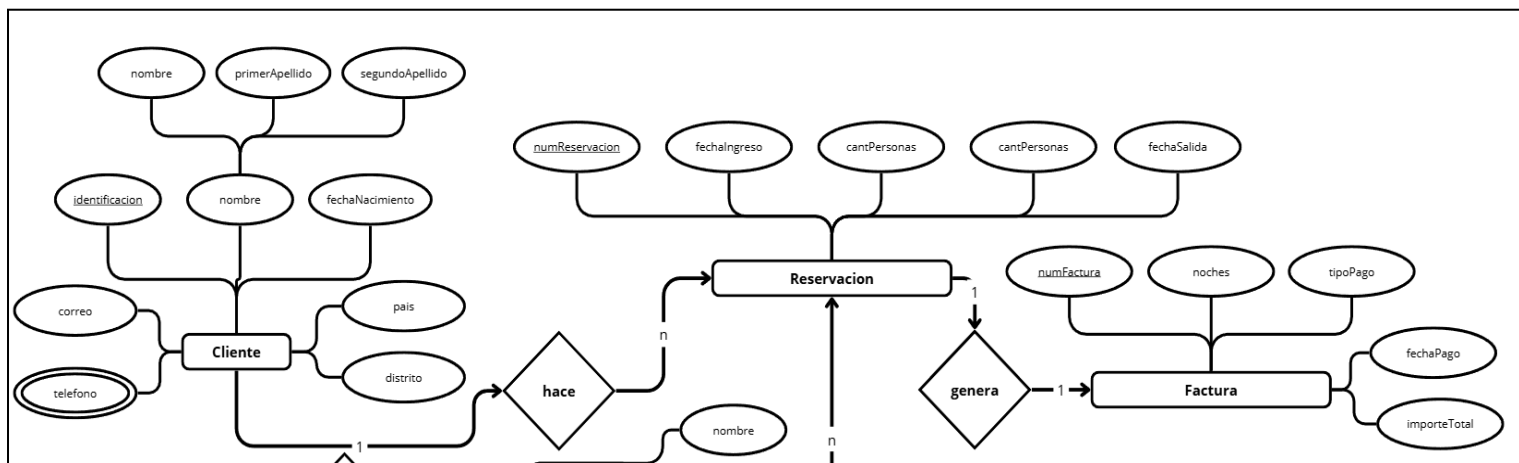 nombre
primerApellido
segundoApellido
numReservacion
fechaIngreso
cantPersonas
cantPersonas
fechaSalida
identificacion
nombre
fechaNacimiento
Reservacion
numFactura
noches
tipoPago
correo
pais
1
Cliente
n
fechaPago
telefono
distrito
hace
genera
1
Factura
importeTotal
nombre
1
n